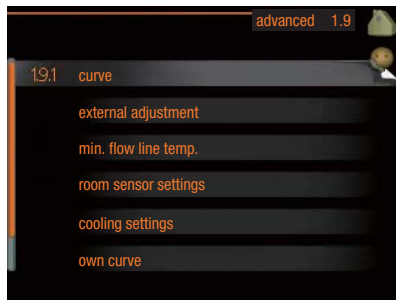 advanced 1.9
1.9.1 curve
external adjustment
min. flow line temp.
room sensor settings
cooling settings
own curve